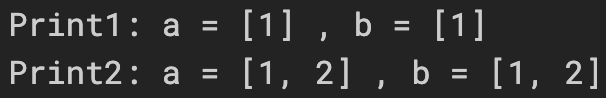 Print1: a = [1] , b = [1]
Print2: a = [1, 2] , b = [1, 2]